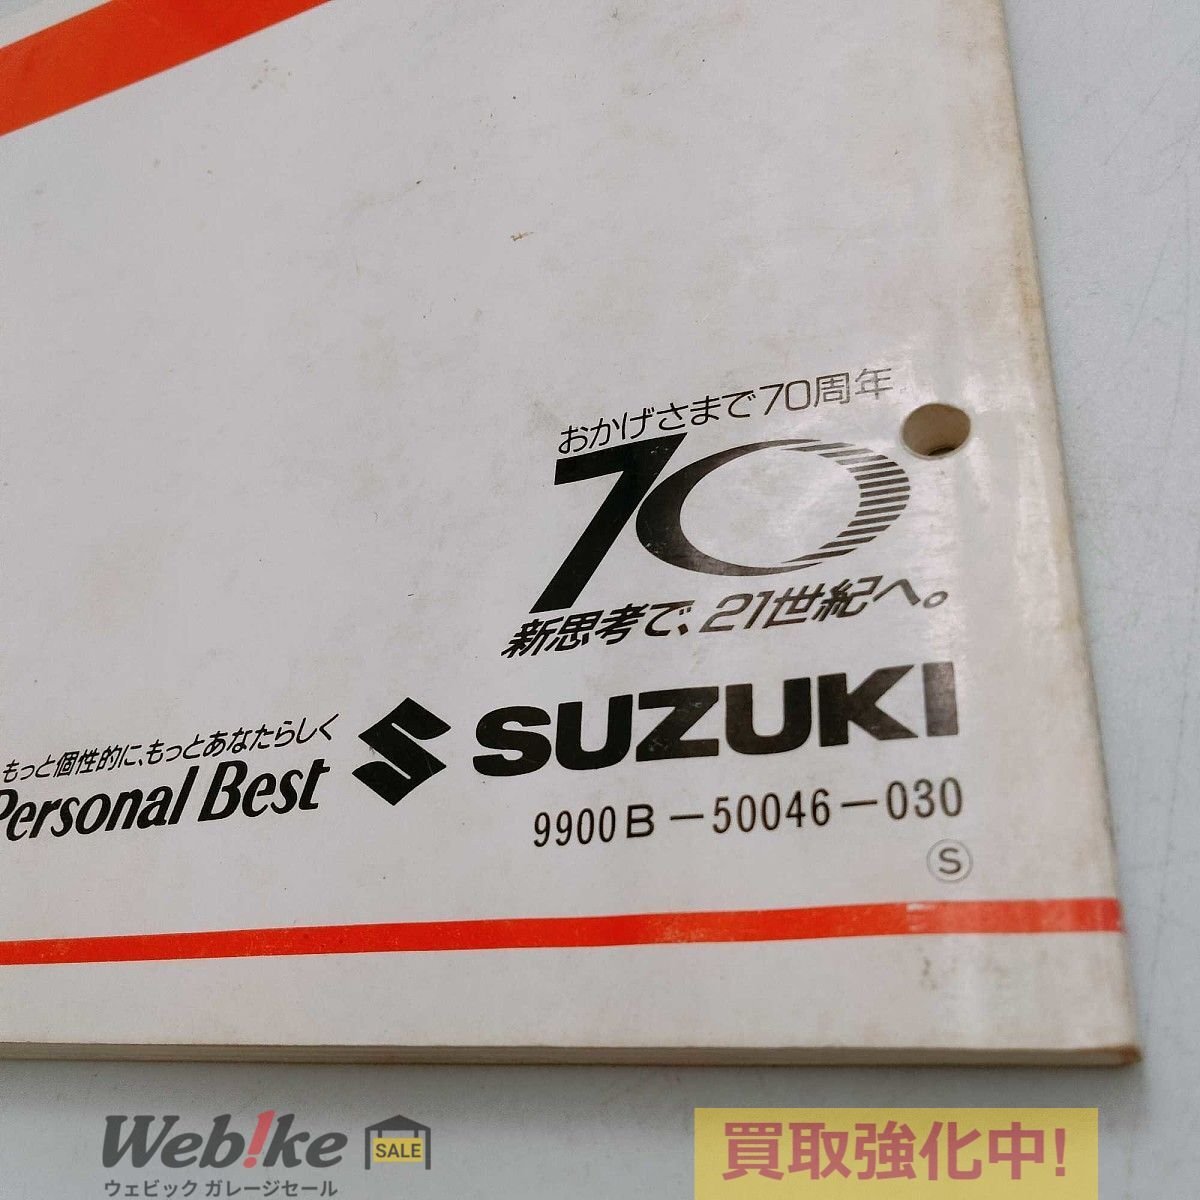 おかげさまで70周年
70
新思考で、21世紀へ。
もっと個性的に、もっとあなたらしく
Personal Best
SUZUKI
9900B-50046-030
S
Web!ke SALE
ウェビック ガレージセール
買取強化中!